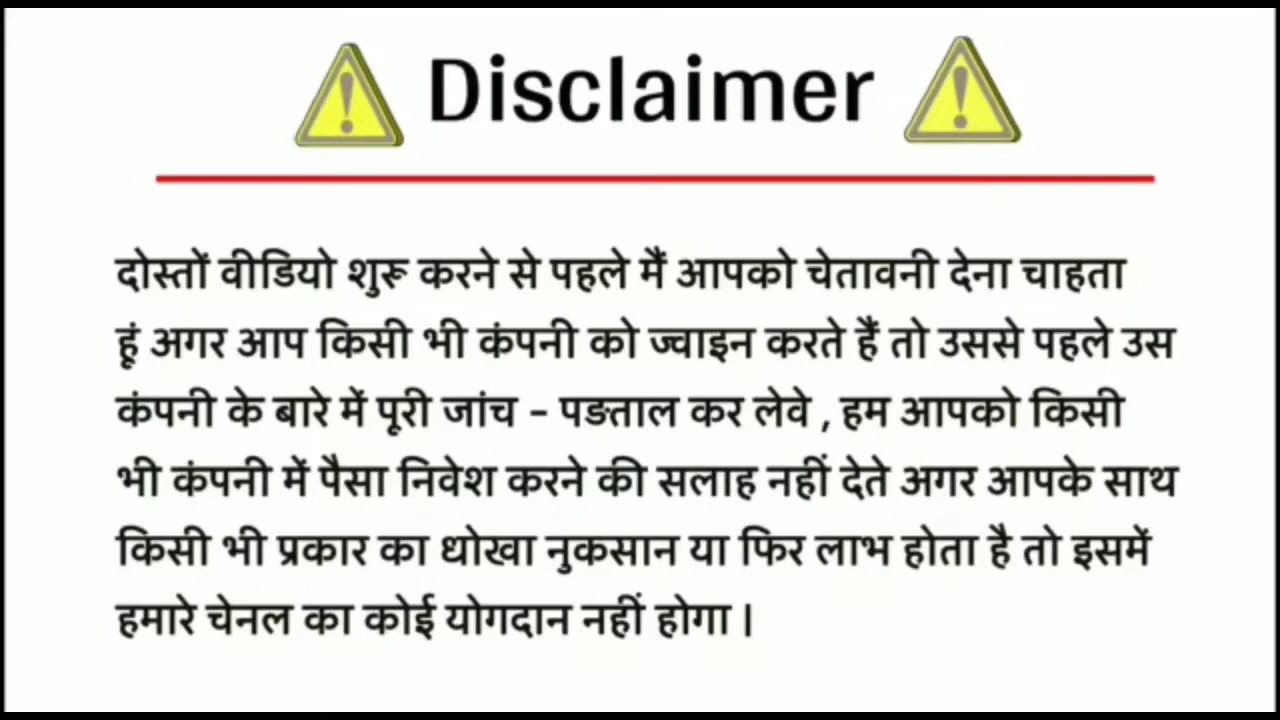 Disclaimer
दोस्तों वीडियो शुरू करने से पहले मैं आपको चेतावनी देना चाहता
हूं अगर आप किसी भी कंपनी को ज्वाइन करते हैं तो उससे पहले उस
कंपनी के बारे में पूरी जांच - पङताल कर लेवे , हम आपको किसी
भी कंपनी में पैसा निवेश करने की सलाह नहीं देते अगर आपके साथ
किसी भी प्रकार का धोखा नुकसान या फिर लाभ होता है तो इसमें
हमारे चेनल का कोई योगदान नहीं होगा ।